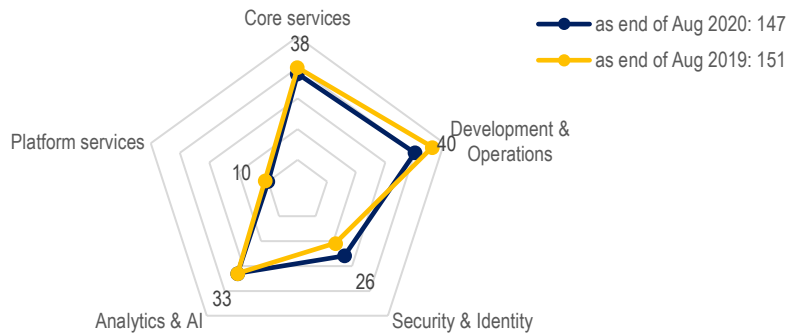 Core services
38
as end of Aug 2020: 147
as end of Aug 2019: 151
Platform services
Development &
Operations
40
10
26
33
Analytics & AI
Security & Identity